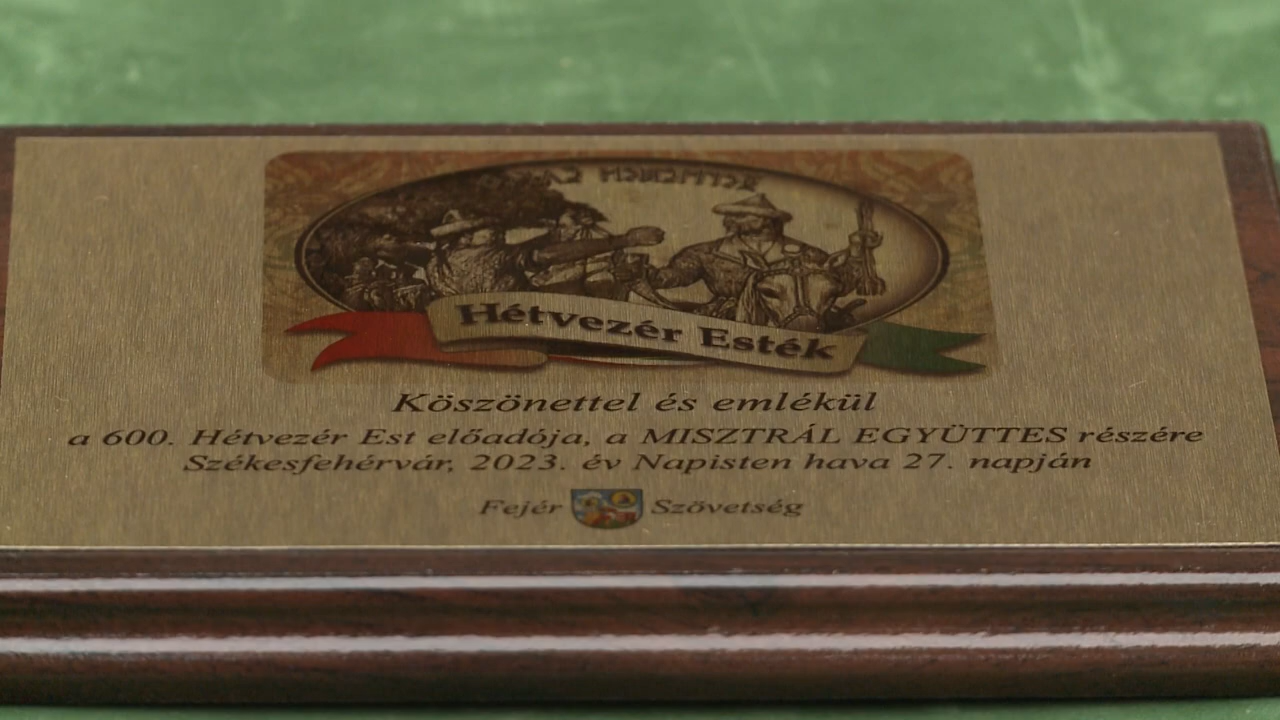 Hétvezér Esték
Köszönettel és emlékül
a 600. Hétvezér Est előadója, a MISZTRÁL EGYÜTTES részére
Székesfehérvár, 2023. év Napisten hava 27. napján
Fejér Szövetség